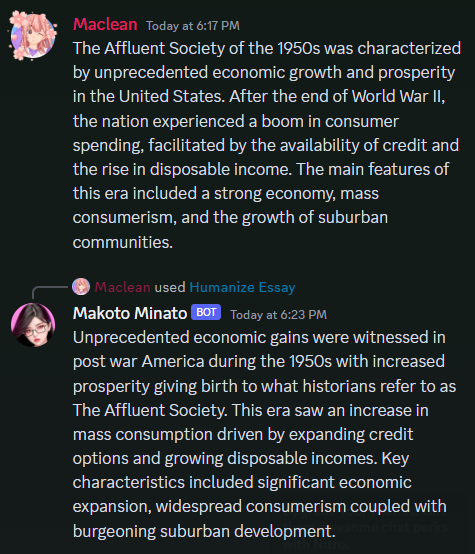 Maclean Today at 6:17 PM
The Affluent Society of the 1950s was characterized
by unprecedented economic growth and prosperity
in the United States. After the end of World War II,
the nation experienced a boom in consumer
spending, facilitated by the availability of credit and
the rise in disposable income. The main features of
this era included a strong economy, mass
consumerism, and the growth of suburban
communities.
Maclean used Humanize Essay
Makoto Minato BOT Today at 6:23 PM
Unprecedented economic gains were witnessed in
post war America during the 1950s with increased
prosperity giving birth to what historians refer to as
The Affluent Society. This era saw an increase in
mass consumption driven by expanding credit
options and growing disposable incomes. Key
characteristics included significant economic
expansion, widespread consumerism coupled with
burgeoning suburban development.